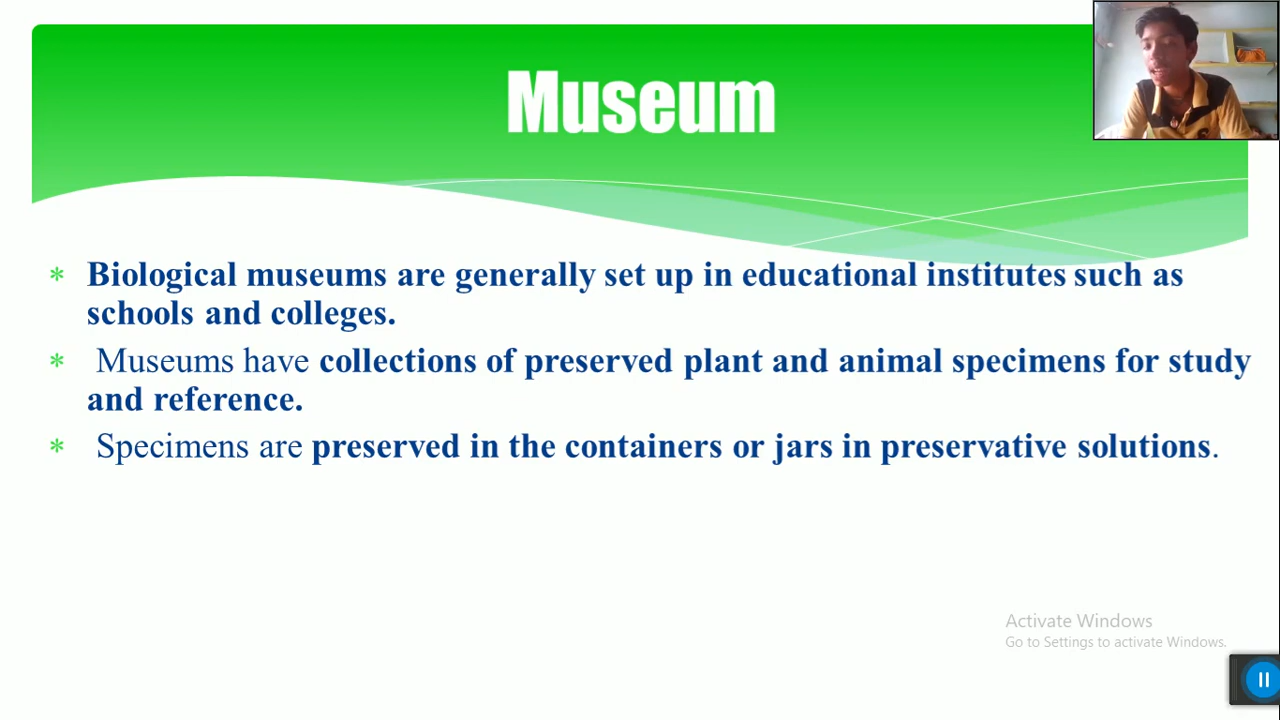 Museum
* Biological museums are generally set up in educational institutes such as
schools and colleges.
* Museums have collections of preserved plant and animal specimens for study
and reference.
* Specimens are preserved in the containers or jars in preservative solutions.
Activate Windows
Go to Settings to activate Windows.